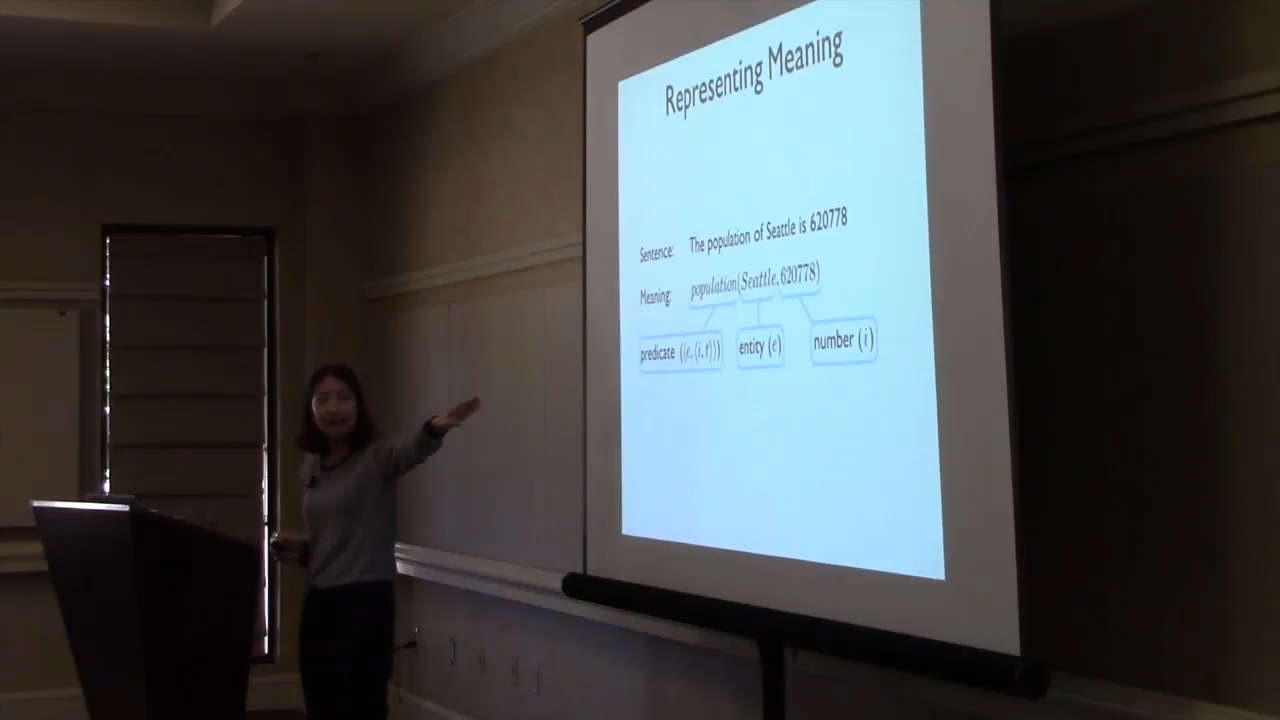 Representing Meaning
Sentence: The population of Seattle is 620778
Meaning: population(Seattle, 620778)
predicate (⟨e, ⟨i, t⟩⟩) entity (e) number (i)